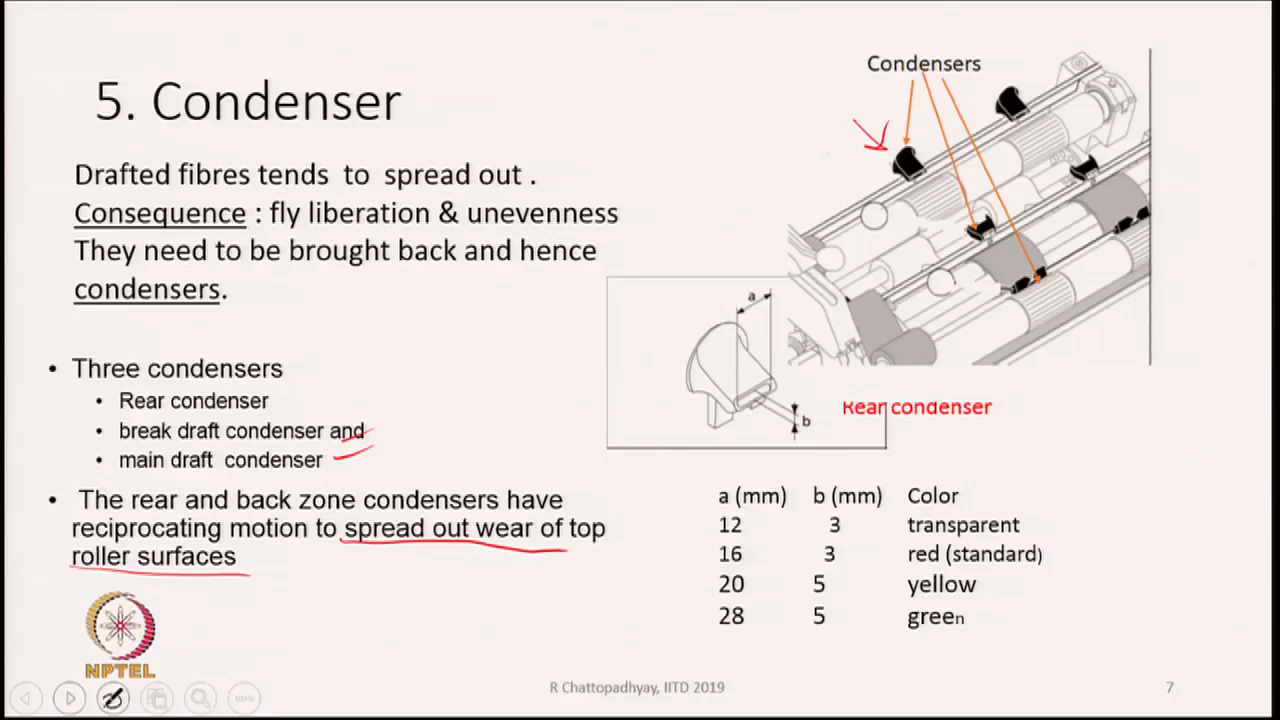 5. Condenser
Drafted fibres tends to spread out .
Consequence : fly liberation & unevenness
They need to be brought back and hence
condensers.
• Three condensers
• Rear condenser
• break draft condenser and
• main draft condenser
• The rear and back zone condensers have
reciprocating motion to spread out wear of top
roller surfaces
Condensers
a
b
Rear condenser
a (mm) b (mm) Color
12 3 transparent
16 3 red (standard)
20 5 yellow
28 5 green
NPTEL
R Chattopadhyay, IITD 2019
7